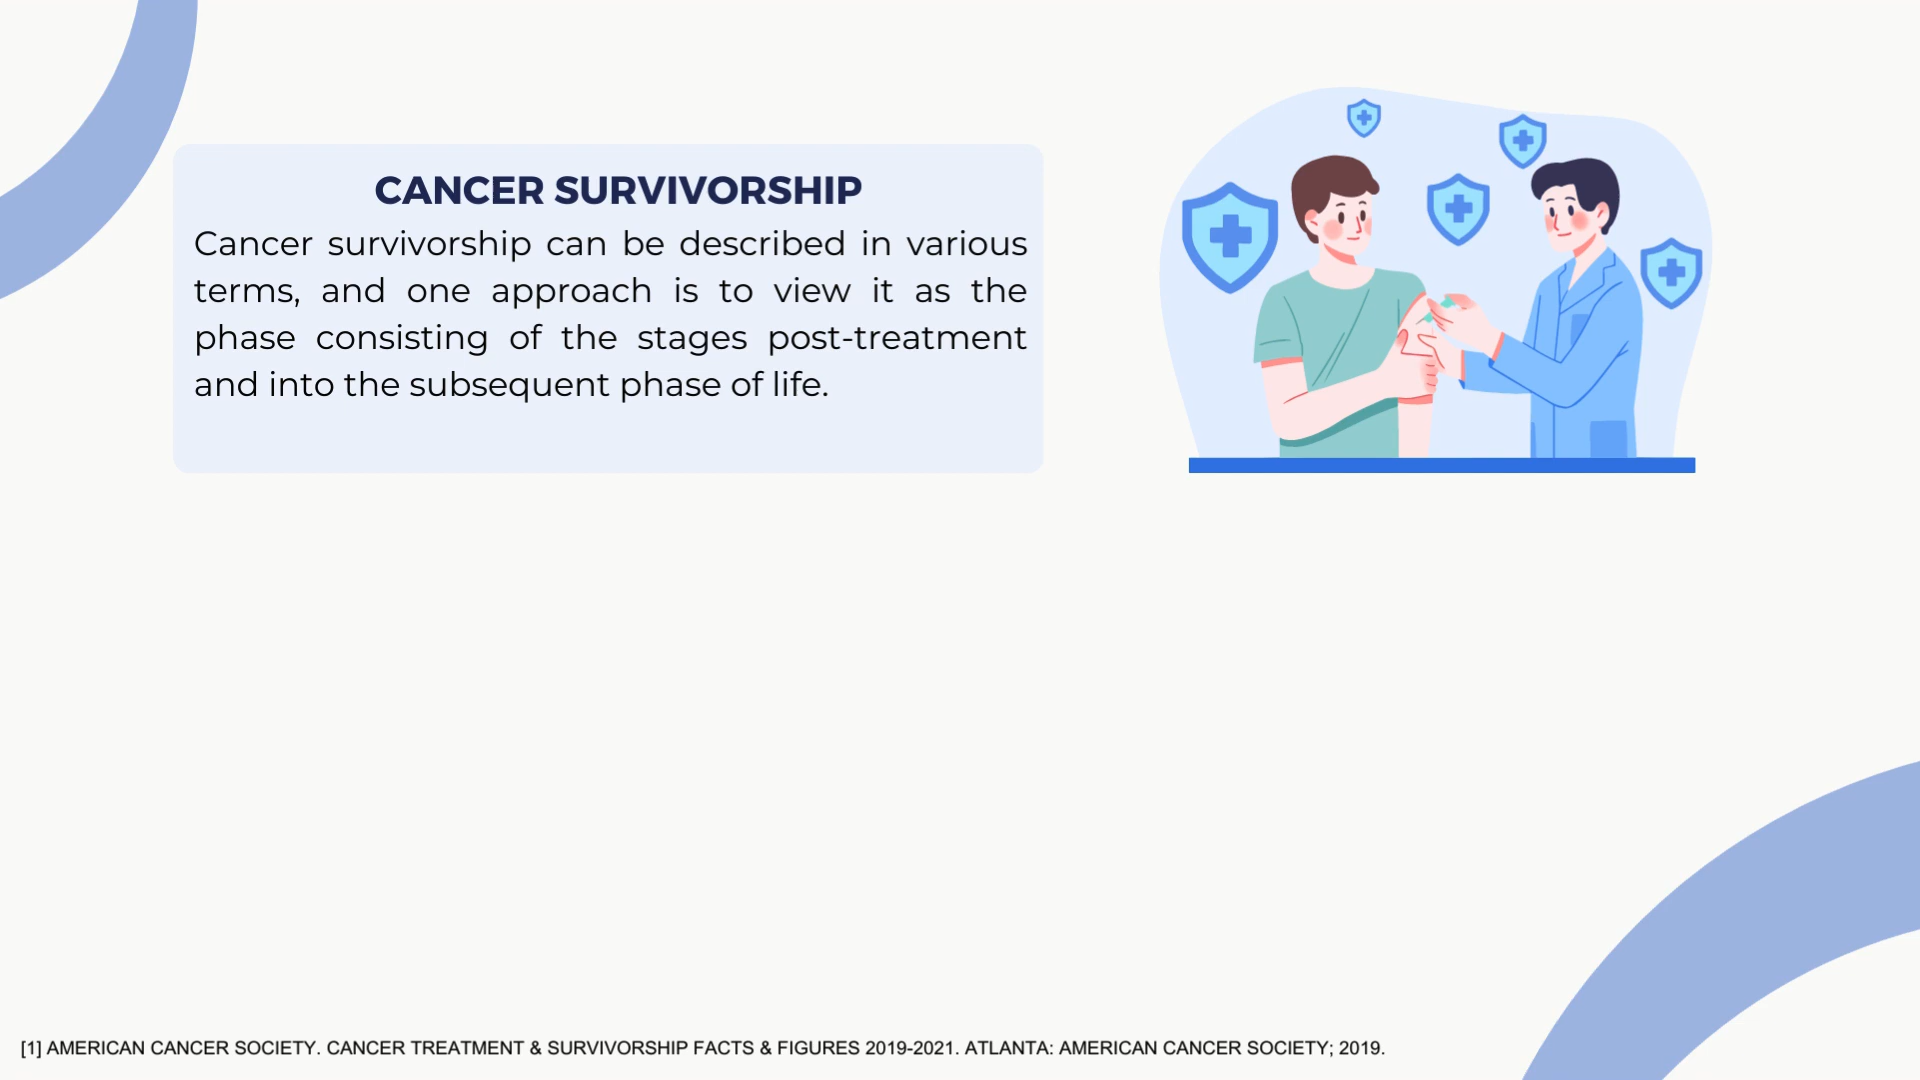 CANCER SURVIVORSHIP
Cancer survivorship can be described in various
terms, and one approach is to view it as the
phase consisting of the stages post-treatment
and into the subsequent phase of life.
[1] AMERICAN CANCER SOCIETY. CANCER TREATMENT & SURVIVORSHIP FACTS & FIGURES 2019-2021. ATLANTA: AMERICAN CANCER SOCIETY; 2019.